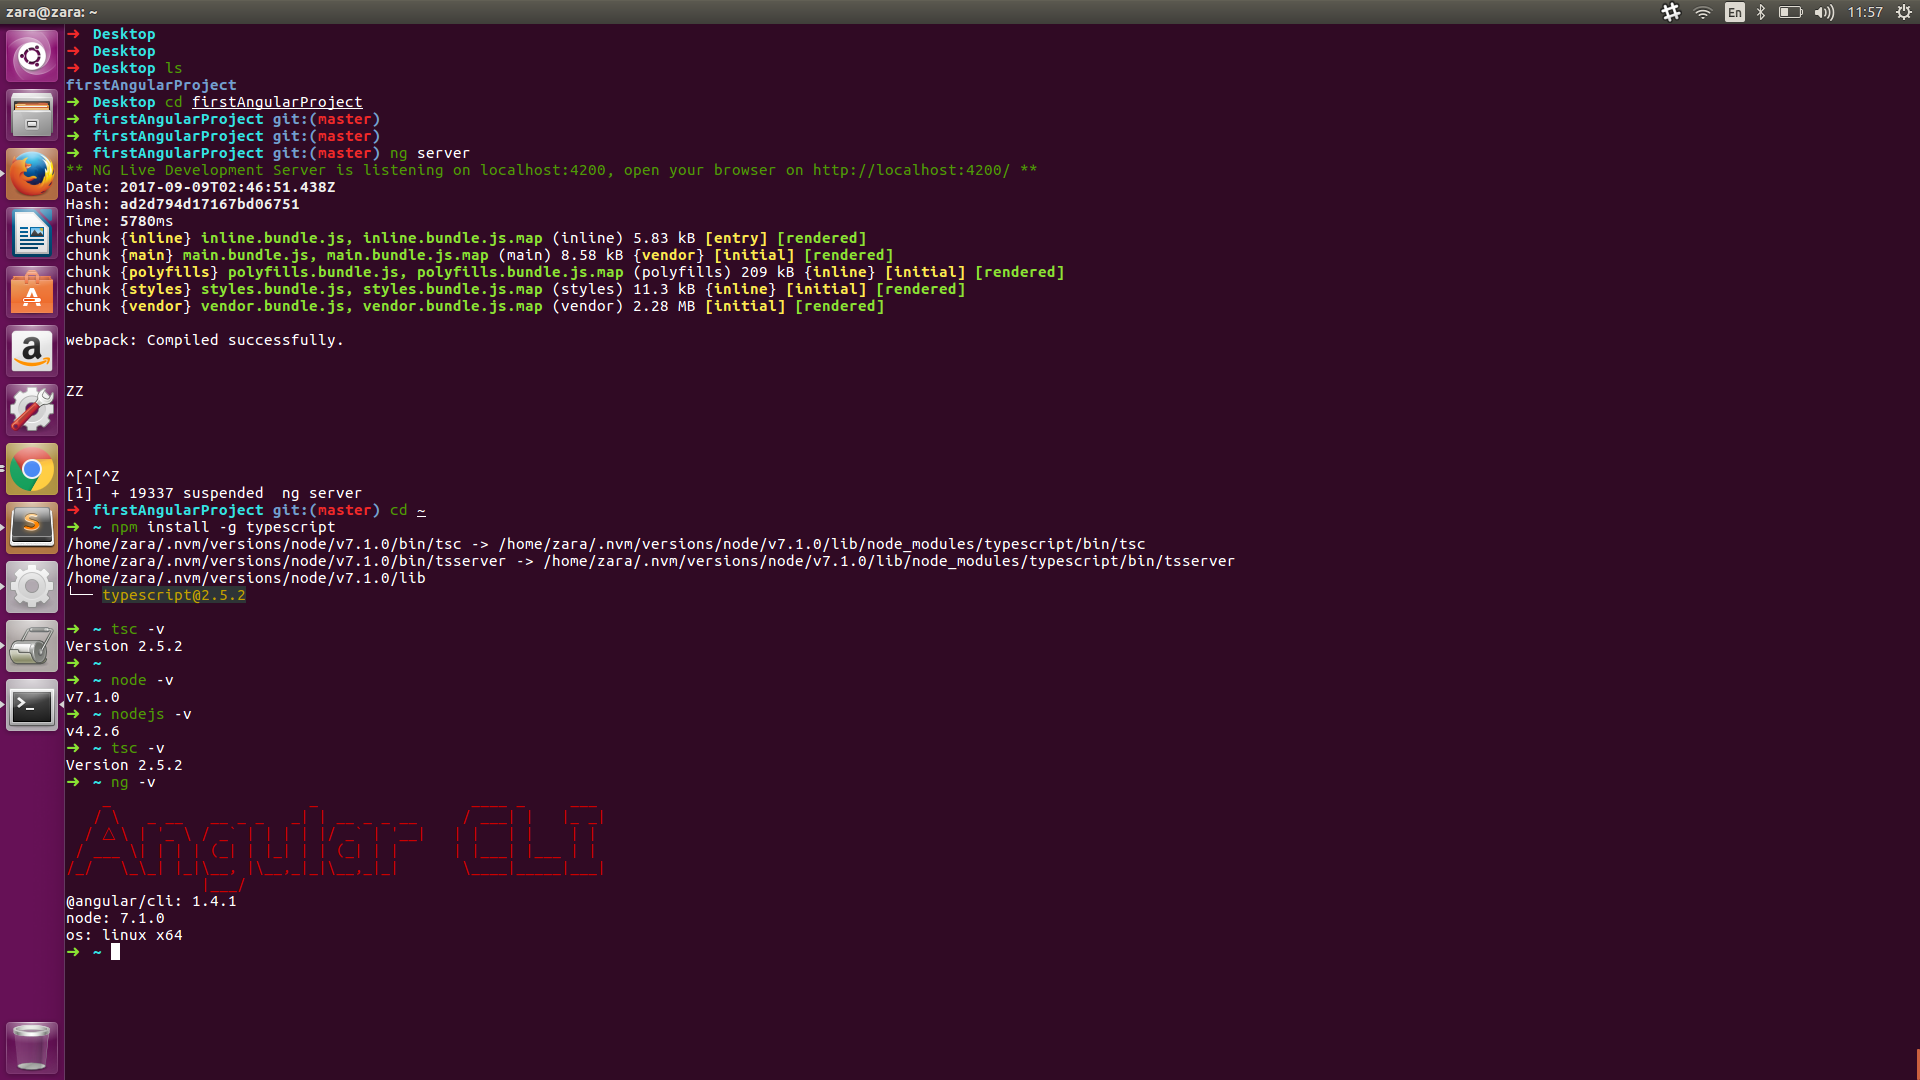 zara@zara: ~
En
11:57
➜ Desktop
➜ Desktop
➜ Desktop ls
firstAngularProject
➜ Desktop cd firstAngularProject
➜ firstAngularProject git:(master)
➜ firstAngularProject git:(master)
➜ firstAngularProject git:(master) ng server
** NG Live Development Server is listening on localhost:4200, open your browser on http://localhost:4200/ **
Date: 2017-09-09T02:46:51.438Z
Hash: ad2d794d17167bd06751
Time: 5780ms
chunk {inline} inline.bundle.js, inline.bundle.js.map (inline) 5.83 kB [entry] [rendered]
chunk {main} main.bundle.js, main.bundle.js.map (main) 8.58 kB {vendor} [initial] [rendered]
chunk {polyfills} polyfills.bundle.js, polyfills.bundle.js.map (polyfills) 209 kB {inline} [initial] [rendered]
chunk {styles} styles.bundle.js, styles.bundle.js.map (styles) 11.3 kB {inline} [initial] [rendered]
chunk {vendor} vendor.bundle.js, vendor.bundle.js.map (vendor) 2.28 MB [initial] [rendered]
webpack: Compiled successfully.
ZZ
^[^[^Z
[1]  + 19337 suspended  ng server
➜ firstAngularProject git:(master) cd ~
➜ ~ npm install -g typescript
/home/zara/.nvm/versions/node/v7.1.0/bin/tsc -> /home/zara/.nvm/versions/node/v7.1.0/lib/node_modules/typescript/bin/tsc
/home/zara/.nvm/versions/node/v7.1.0/bin/tsserver -> /home/zara/.nvm/versions/node/v7.1.0/lib/node_modules/typescript/bin/tsserver
/home/zara/.nvm/versions/node/v7.1.0/lib
└── typescript@2.5.2
➜ ~ tsc -v
Version 2.5.2
➜ ~
➜ ~ node -v
v7.1.0
➜ ~ nodejs -v
v4.2.6
➜ ~ tsc -v
Version 2.5.2
➜ ~ ng -v
Angular CLI
@angular/cli: 1.4.1
node: 7.1.0
os: linux x64
➜ ~